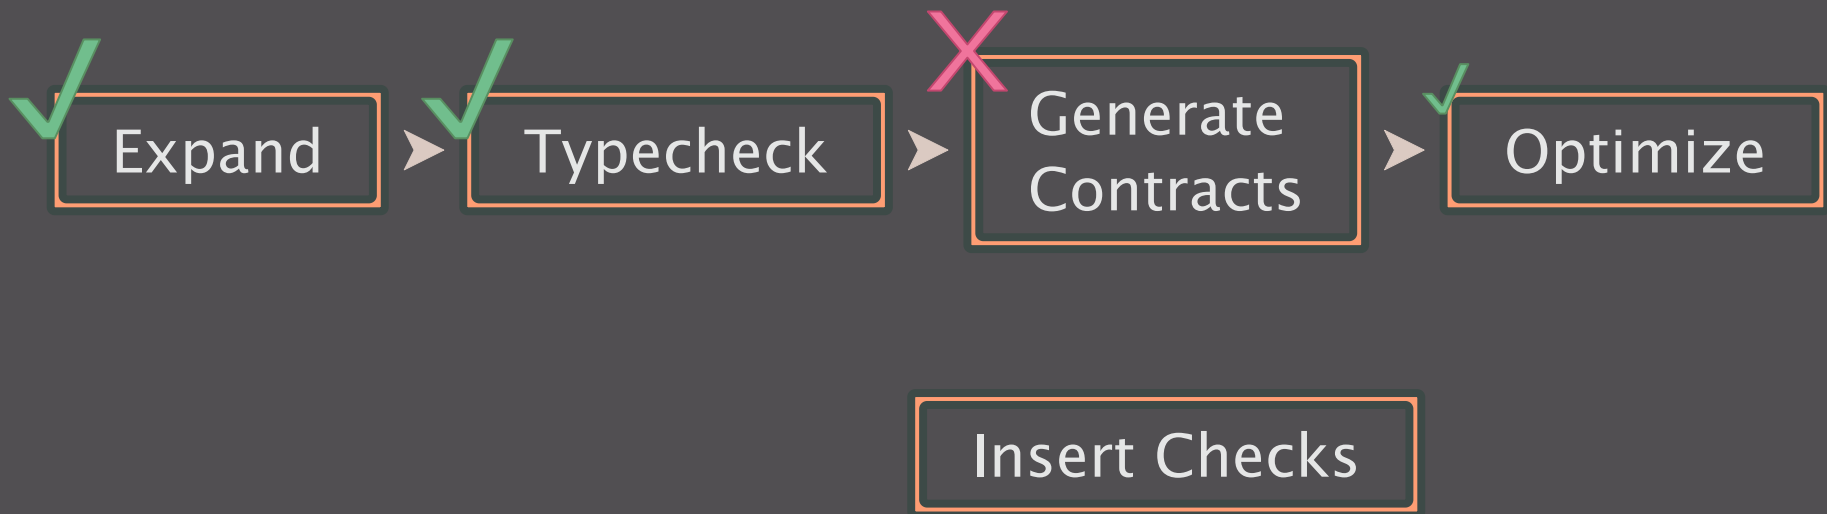 Expand
Typecheck
Generate
Contracts
Optimize
Insert Checks